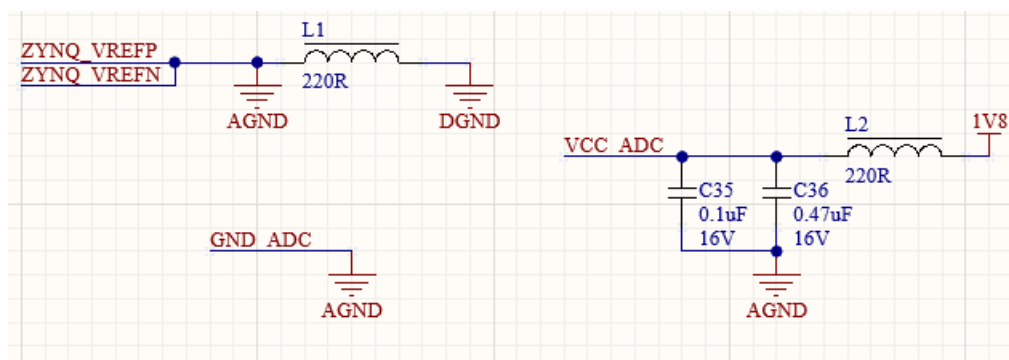 L1
ZYNQ_VREFP
ZYNQ_VREFN
220R
AGND
DGND
L2
1V8
VCC_ADC
220R
C35
0.1uF
16V
C36
0.47uF
16V
GND_ADC
AGND
AGND